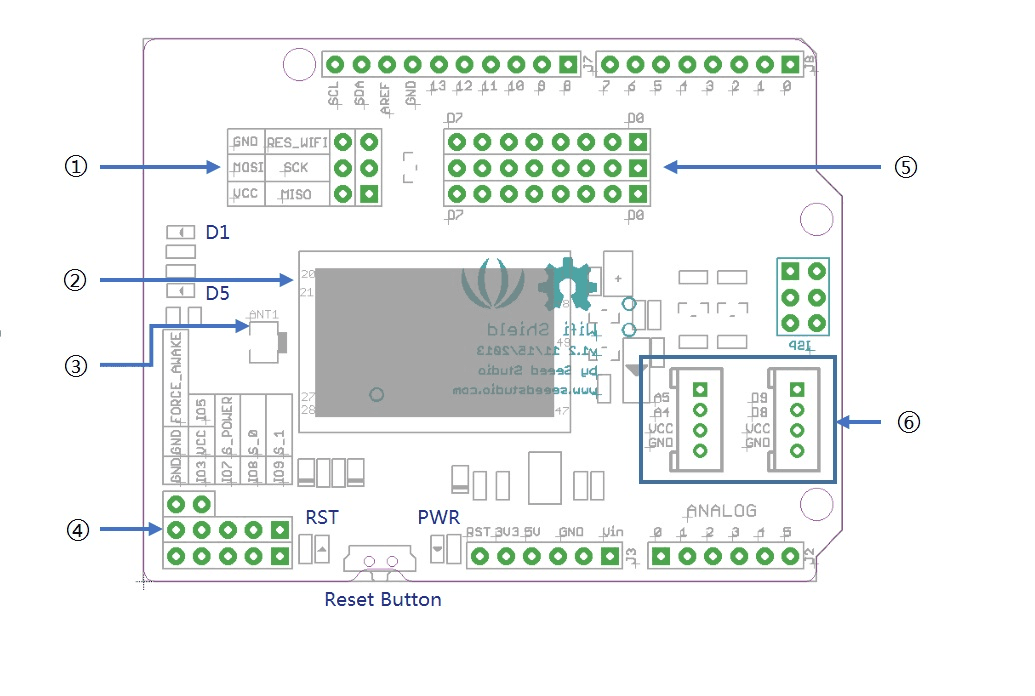 SCL SDA AREF GND 13 12 11 10 9 8 J7
7 6 5 4 3 2 1 0 J8
D7 D0
① GND RES_WIFI
MOSI SCK
VCC MISO
⑤
D7 D0
D1
②
20
21
D5
ANT1
③
Wifi Shield
v1.2 11/15/2013
by Seeed Studio
www.seeedstudio.com
48
49
47
27
28
ISP
A5
A4
VCC
GND
D9
D8
VCC
GND
⑥
GND GND FORCE_AWAKE
IO3 VCC IO5
IO7 S_POWER
IO8 S_0
IO9 S_1
④
RST
PWR
RST 3V3 5V GND Vin J3
ANALOG
0 1 2 3 4 5 J2
Reset Button